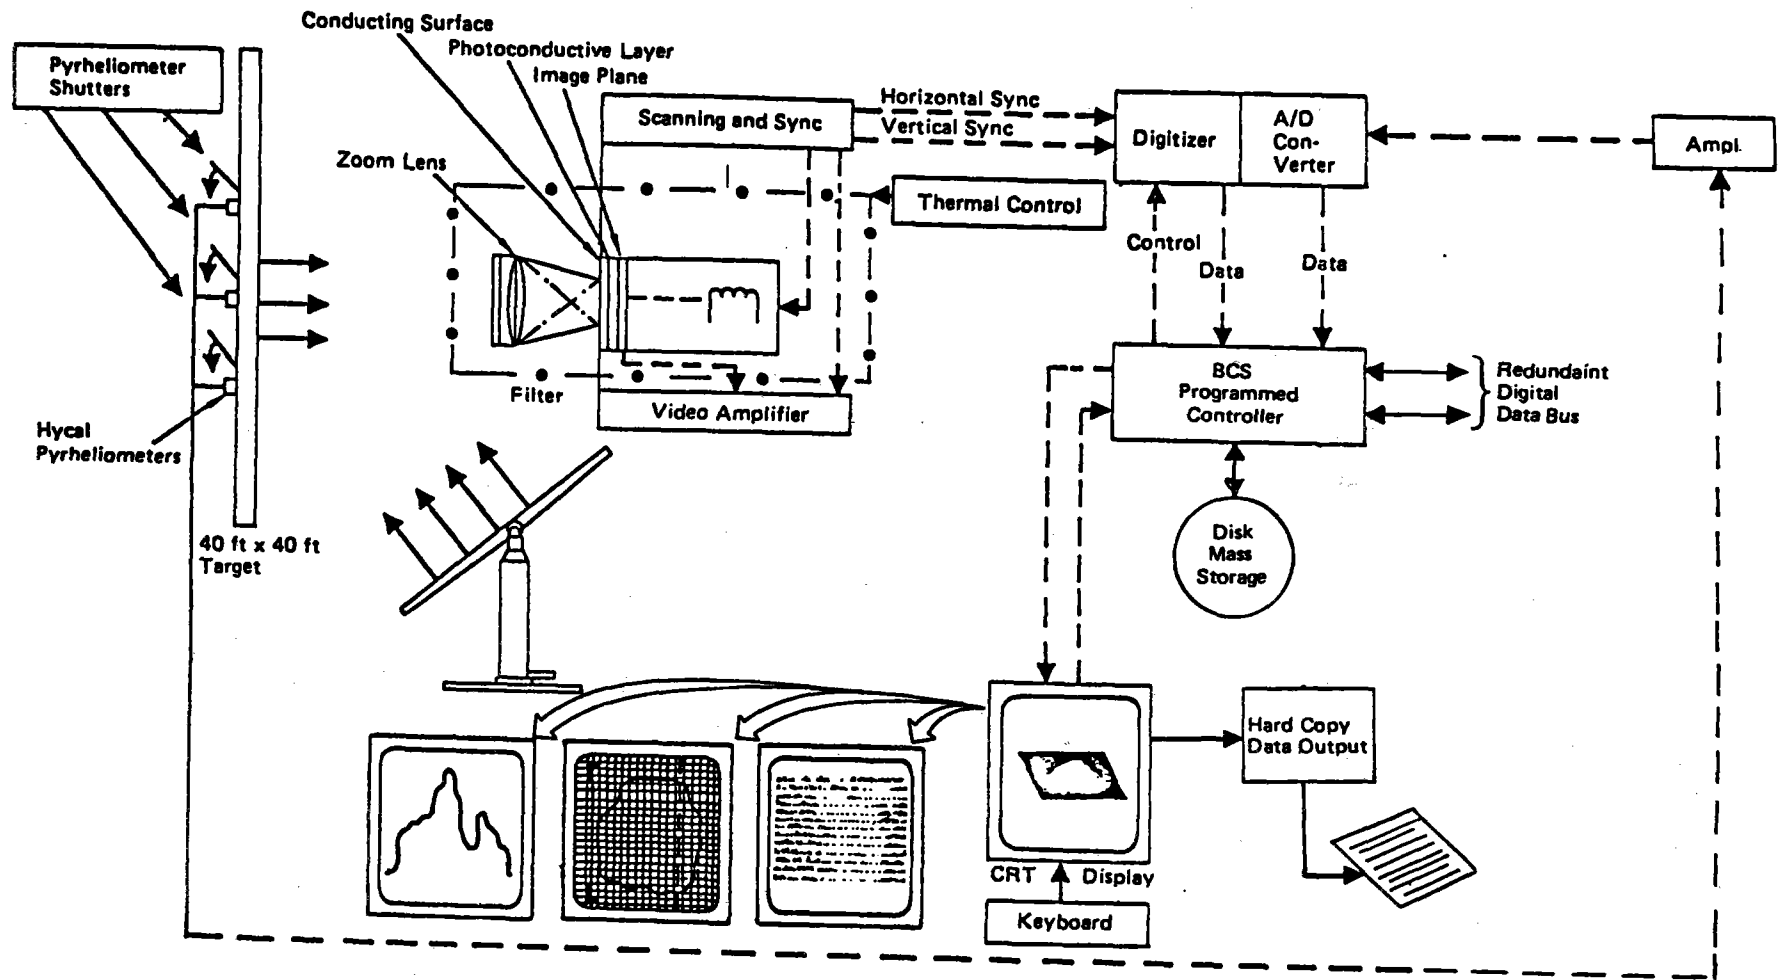 Conducting Surface
Photoconductive Layer
Image Plane
Pyrheliometer
Shutters
Scanning and Sync
Horizontal Sync
Vertical Sync
Digitizer
A/D
Con-
verter
Ampl.
Zoom Lens
Thermal Control
Control
Data
Data
Filter
Video Amplifier
BCS
Programmed
Controller
Redundaint
Digital
Data Bus
Hycal
Pyrheliometers
40 ft x 40 ft
Target
Disk
Mass
Storage
Hard Copy
Data Output
CRT Display
Keyboard